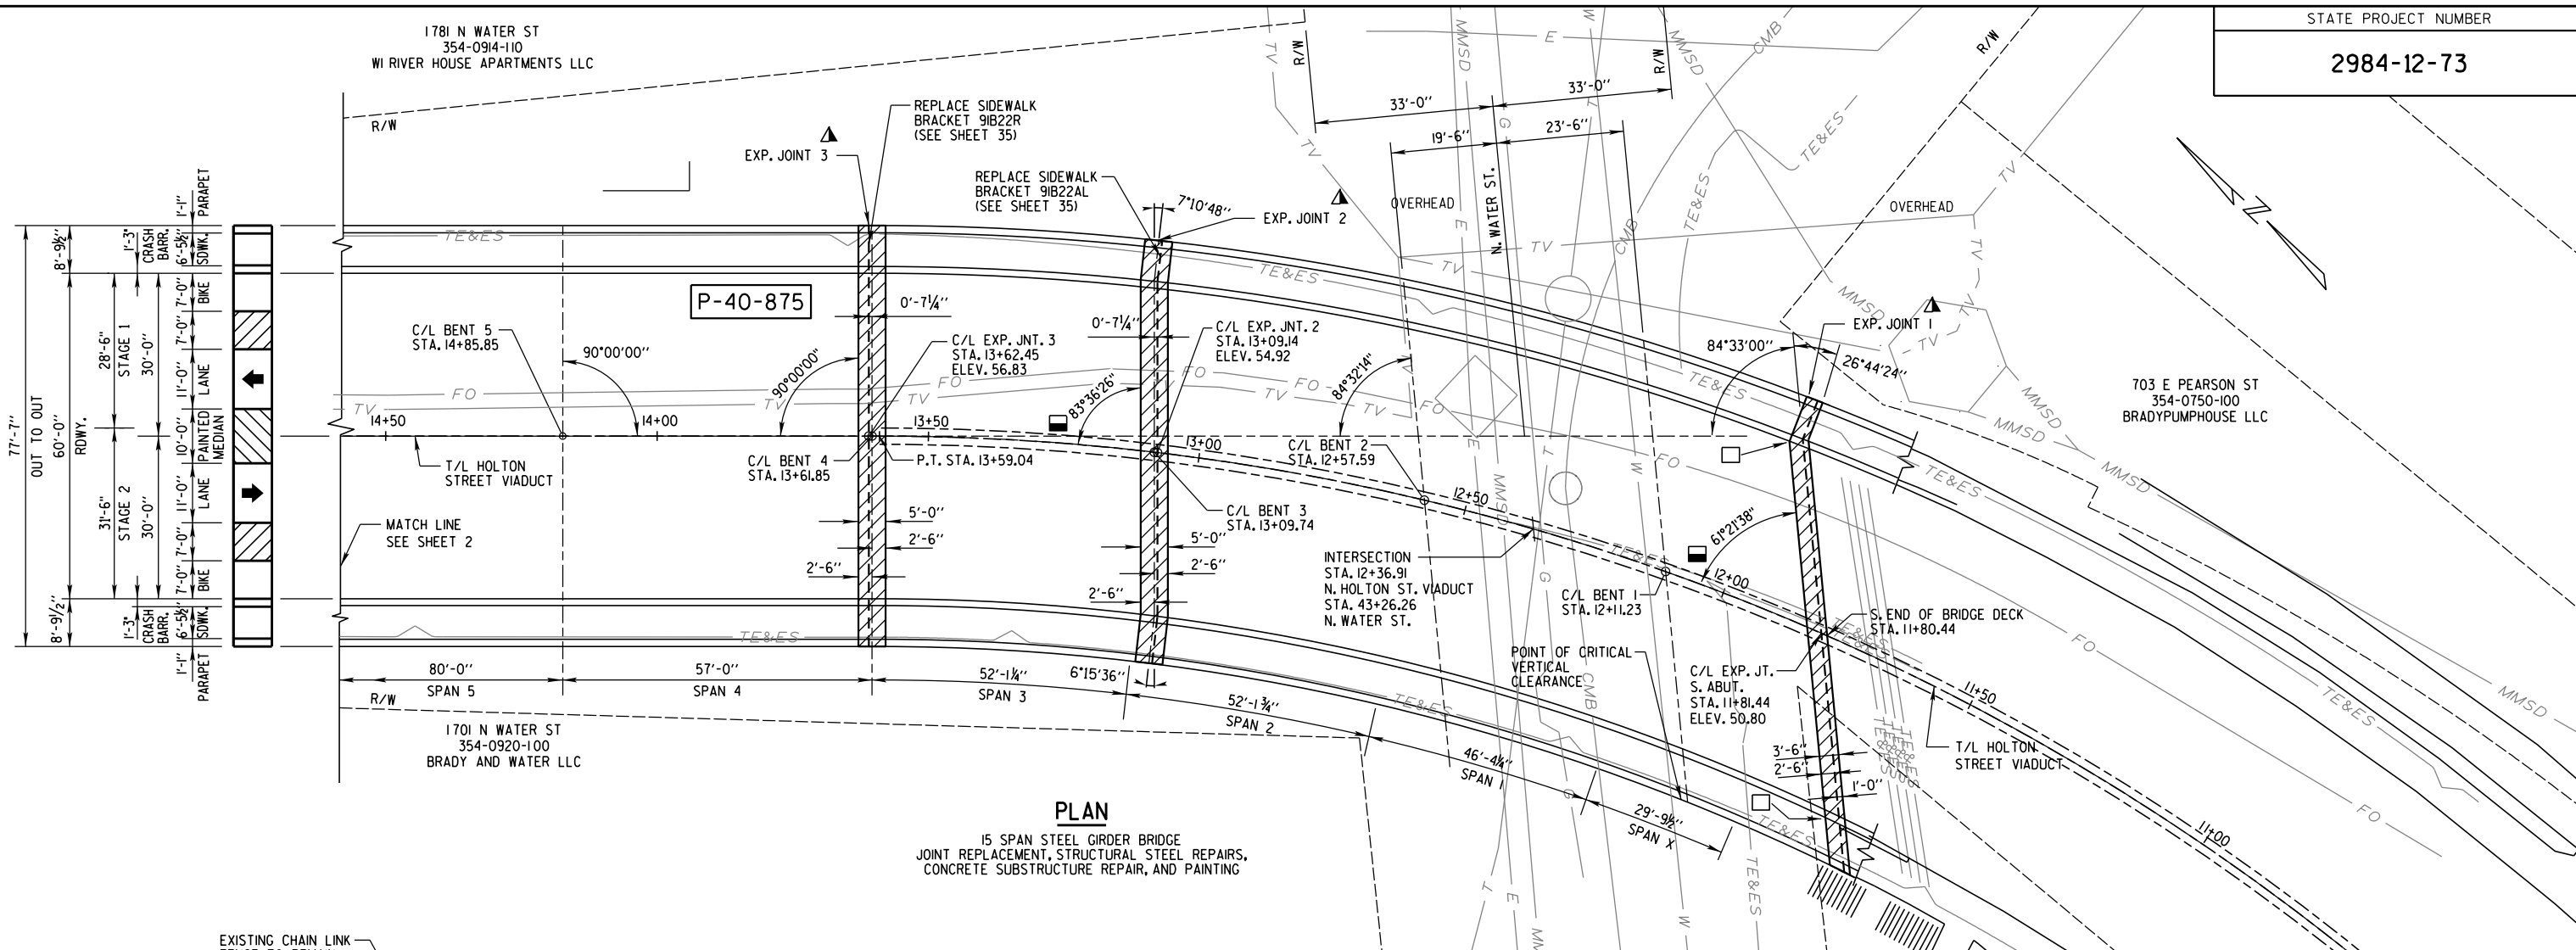 STATE PROJECT NUMBER
2984-12-73
1781 N WATER ST
354-0914-110
WI RIVER HOUSE APARTMENTS LLC
R/W
REPLACE SIDEWALK
BRACKET 91B22R
(SEE SHEET 35)
EXP. JOINT 3
REPLACE SIDEWALK
BRACKET 91B22AL
(SEE SHEET 35)
7°10'48"
EXP. JOINT 2
R/W
R/W
R/W
33'-0"
33'-0"
19'-6"
23'-6"
N. WATER ST.
OVERHEAD
OVERHEAD
N
E
TV
MMSD
W
G
T
CMB
TE&ES
FO
1'-1"
PARAPET
8'-9½"
1'-3"
CRASH
BARR.
6'-5½"
SDWK.
7'-0"
BIKE
7'-0"
28'-6"
STAGE 1
30'-0"
11'-0"
LANE
77'-7"
OUT TO OUT
60'-0"
RDWY.
10'-0"
PAINTED
MEDIAN
31'-6"
STAGE 2
30'-0"
11'-0"
LANE
7'-0"
7'-0"
BIKE
8'-9½"
1'-3"
CRASH
BARR.
6'-5½"
SDWK.
1'-1"
PARAPET
P-40-875
0'-7¼"
0'-7¼"
C/L BENT 5
STA. 14+85.85
90°00'00"
90°00'00"
C/L EXP. JNT. 3
STA. 13+62.45
ELEV. 56.83
83°36'26"
C/L EXP. JNT. 2
STA. 13+09.14
ELEV. 54.92
84°32'14"
84°33'00"
EXP. JOINT 1
26°44'24"
703 E PEARSON ST
354-0750-100
BRADYPUMPHOUSE LLC
14+50
14+00
13+50
13+00
12+50
12+00
11+50
11+00
T/L HOLTON
STREET VIADUCT
C/L BENT 4
STA. 13+61.85
P.T. STA. 13+59.04
C/L BENT 2
STA. 12+57.59
C/L BENT 3
STA. 13+09.74
61°21'38"
MATCH LINE
SEE SHEET 2
5'-0"
2'-6"
2'-6"
5'-0"
2'-6"
2'-6"
INTERSECTION
STA. 12+36.91
N. HOLTON ST. VIADUCT
STA. 43+26.26
N. WATER ST.
C/L BENT 1
STA. 12+11.23
S. END OF BRIDGE DECK
STA. 11+80.44
POINT OF CRITICAL
VERTICAL
CLEARANCE
C/L EXP. JT.
S. ABUT.
STA. 11+81.44
ELEV. 50.80
T/L HOLTON
STREET VIADUCT
3'-6"
2'-6"
1'-0"
80'-0"
SPAN 5
57'-0"
SPAN 4
52'-1¼"
SPAN 3
6°15'36"
52'-1¾"
SPAN 2
46'-4¼"
SPAN 1
29'-9½"
SPAN X
R/W
1701 N WATER ST
354-0920-100
BRADY AND WATER LLC
PLAN
15 SPAN STEEL GIRDER BRIDGE
JOINT REPLACEMENT, STRUCTURAL STEEL REPAIRS,
CONCRETE SUBSTRUCTURE REPAIR, AND PAINTING
EXISTING CHAIN LINK